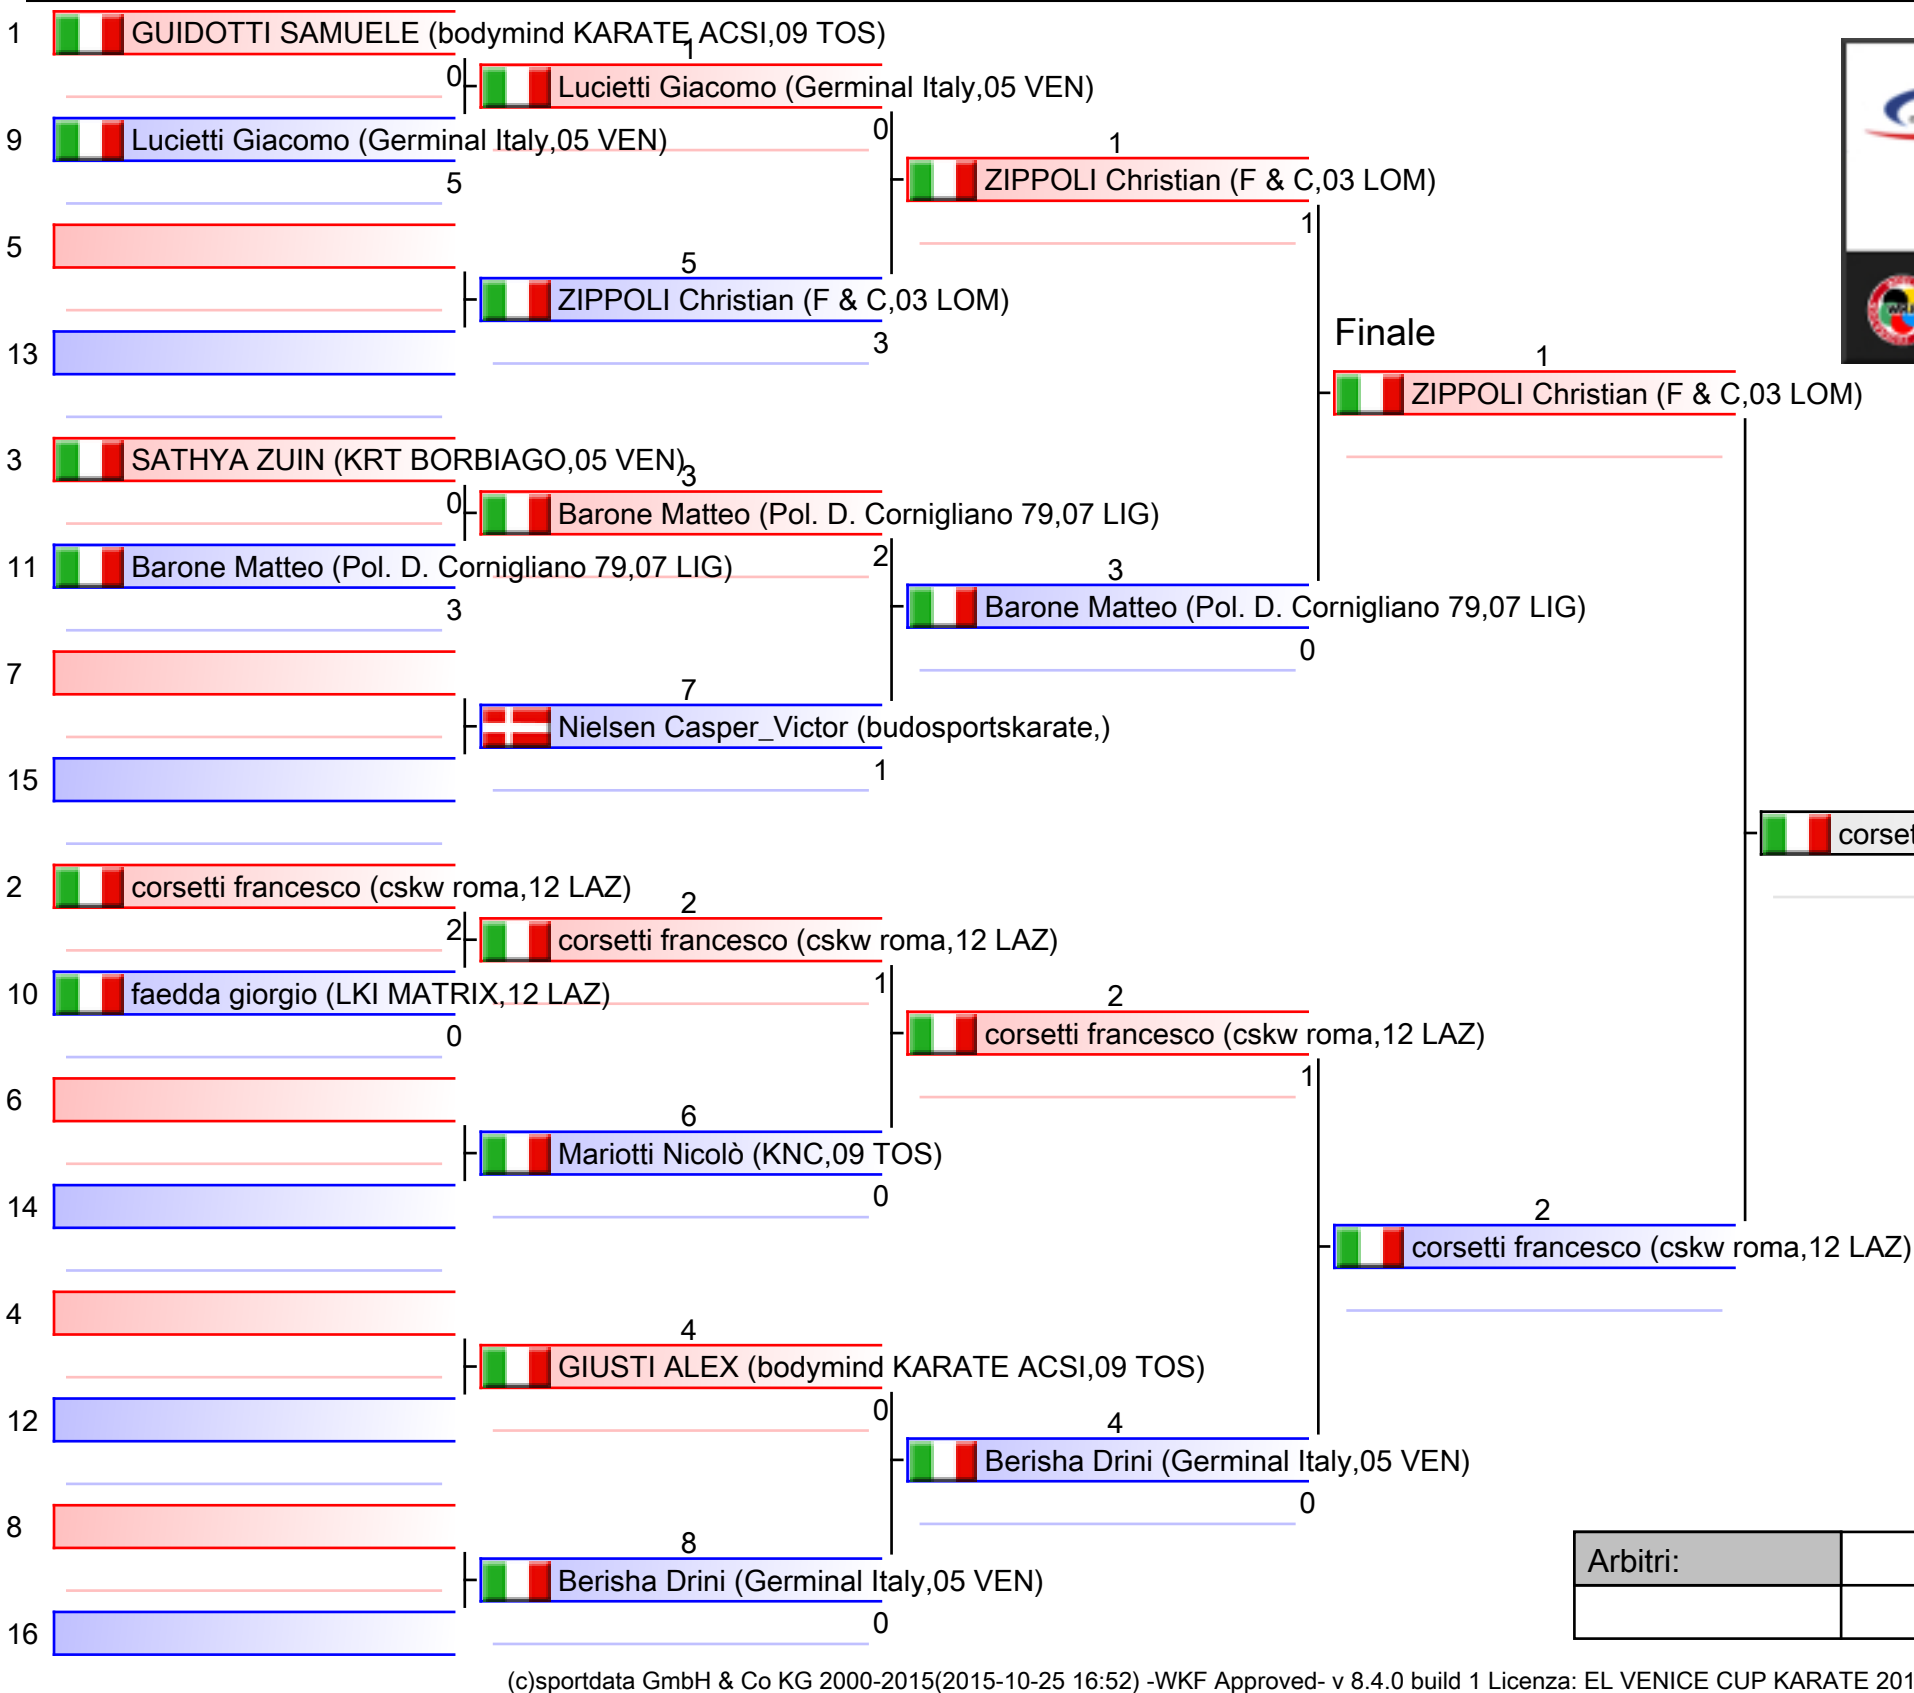 1 GUIDOTTI SAMUELE (bodymind KARATE ACSI,09 TOS)
1
0
Lucietti Giacomo (Germinal Italy,05 VEN)
0
9 Lucietti Giacomo (Germinal Italy,05 VEN)
5
1
ZIPPOLI Christian (F & C,03 LOM)
1
5
5
ZIPPOLI Christian (F & C,03 LOM)
3
13
Finale
1
ZIPPOLI Christian (F & C,03 LOM)
3 SATHYA ZUIN (KRT BORBIAGO,05 VEN)
3
0
Barone Matteo (Pol. D. Cornigliano 79,07 LIG)
2
11 Barone Matteo (Pol. D. Cornigliano 79,07 LIG)
3
3
Barone Matteo (Pol. D. Cornigliano 79,07 LIG)
0
7
7
Nielsen Casper_Victor (budosportskarate,)
1
15
2 corsetti francesco (cskw roma,12 LAZ)
2
2
corsetti francesco (cskw roma,12 LAZ)
1
10 faedda giorgio (LKI MATRIX,12 LAZ)
0
2
corsetti francesco (cskw roma,12 LAZ)
1
6
6
Mariotti Nicolò (KNC,09 TOS)
0
14
2
corsetti francesco (cskw roma,12 LAZ)
4
4
GIUSTI ALEX (bodymind KARATE ACSI,09 TOS)
0
12
4
Berisha Drini (Germinal Italy,05 VEN)
0
8
8
Berisha Drini (Germinal Italy,05 VEN)
0
16
Arbitri:
(c)sportdata GmbH & Co KG 2000-2015(2015-10-25 16:52) -WKF Approved- v 8.4.0 build 1 Licenza: EL VENICE CUP KARATE 201